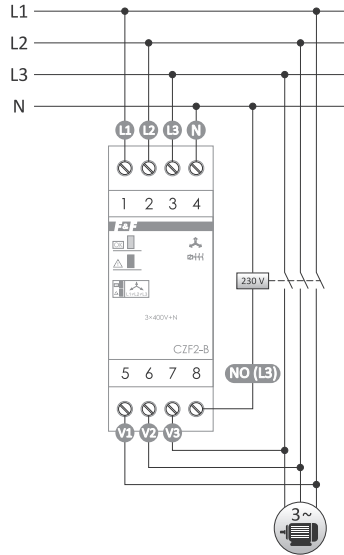 L1
L2
L3
N
L1 L2 L3 N
1 2 3 4
F&F
3×400V+N
CZF2-B
230 V
5 6 7 8
NO (L3)
V1 V2 V3
3~